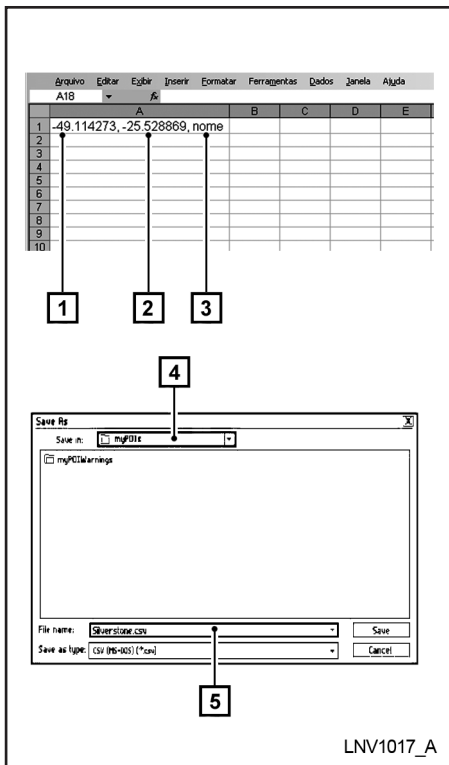 Arquivo Editar Exibir Inserir Formatar Ferramentas Dados Janela Ajuda
A18 fx
A B C D E
1 -49.114273, -25.528869, nome
2
3
4
5
6
7
8
9
10
1 2 3
4
Save As
Save in: myPOIs
myPOIWarnings
File name: Silverstone.csv Save
Save as type: CSV (MS-DOS) (*.csv) Cancel
5
LNV1017_A